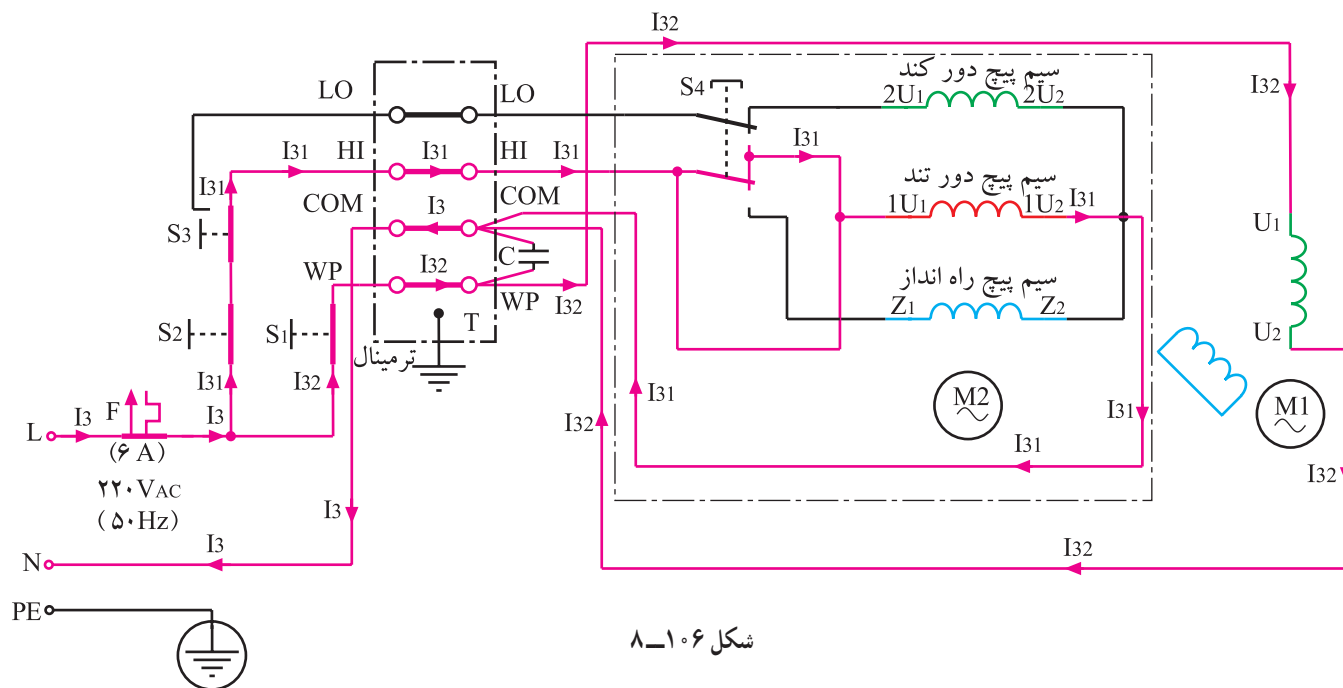 I32
LO
LO
S4
سیم پیچ دور کند
2U1
2U2
I32
I31
HI
I31
HI
I31
I31
I31
COM
I3
COM
سیم پیچ دور تند
1U1
1U2
I31
S3
U1
C
WP
I32
WP
I32
سیم پیچ راه انداز
Z1
Z2
T
S2
S1
U2
ترمینال
I31
I32
I31
M2
M1
I32
I31
L
I3
F
I3
(۶ A)
I31
I32
۲۲۰VAC
(۵۰Hz)
I3
I32
N
I3
PE
شکل ۱۰۶ــ۸